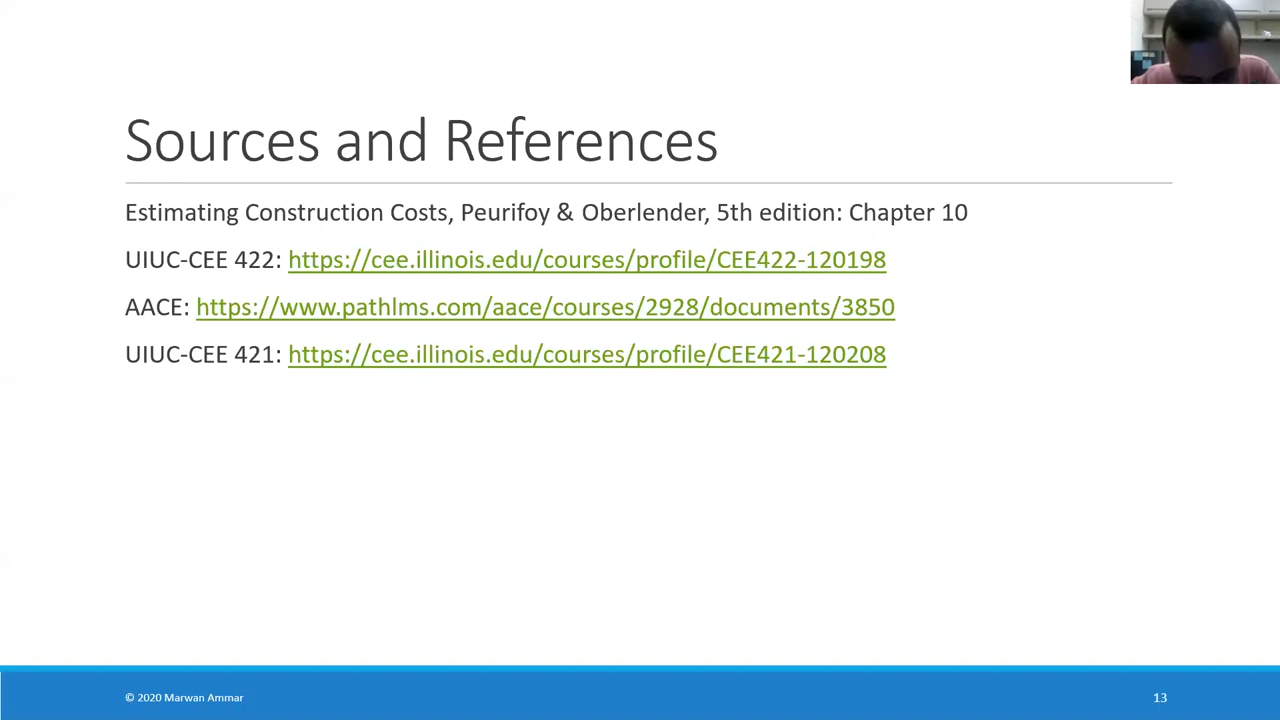 Sources and References
Estimating Construction Costs, Peurifoy & Oberlender, 5th edition: Chapter 10
UIUC-CEE 422: https://cee.illinois.edu/courses/profile/CEE422-120198
AACE: https://www.pathlms.com/aace/courses/2928/documents/3850
UIUC-CEE 421: https://cee.illinois.edu/courses/profile/CEE421-120208
© 2020 Marwan Ammar
13